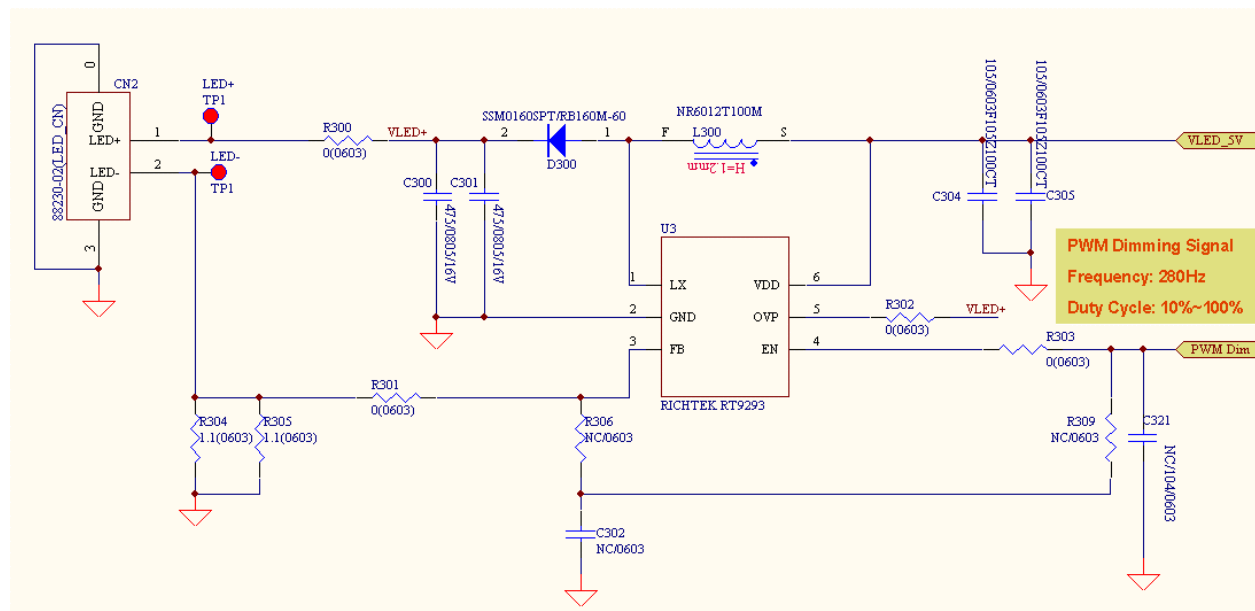 0
CN2
GND
LED+
LED-
GND
3
88230-02(LED_CN)
1
2
LED+
TP1
LED-
TP1
R300
0(0603)
VLED+
SSM0160SPT/RB160M-60
2
1
D300
NR6012T100M
F
L300
S
H=1.2mm
105/0603F105Z100CT
105/0603F105Z100CT
VLED_5V
C300
475/0805/16V
C301
475/0805/16V
C304
C305
U3
1
LX
VDD
6
2
GND
OVP
5
3
FB
EN
4
RICHTEK RT9293
R302
0(0603)
VLED+
PWM Dimming Signal
Frequency: 280Hz
Duty Cycle: 10%~100%
R303
0(0603)
PWM Dim
R301
0(0603)
R304
1.1(0603)
R305
1.1(0603)
R306
NC/0603
R309
NC/0603
C321
NC/104/0603
C302
NC/0603